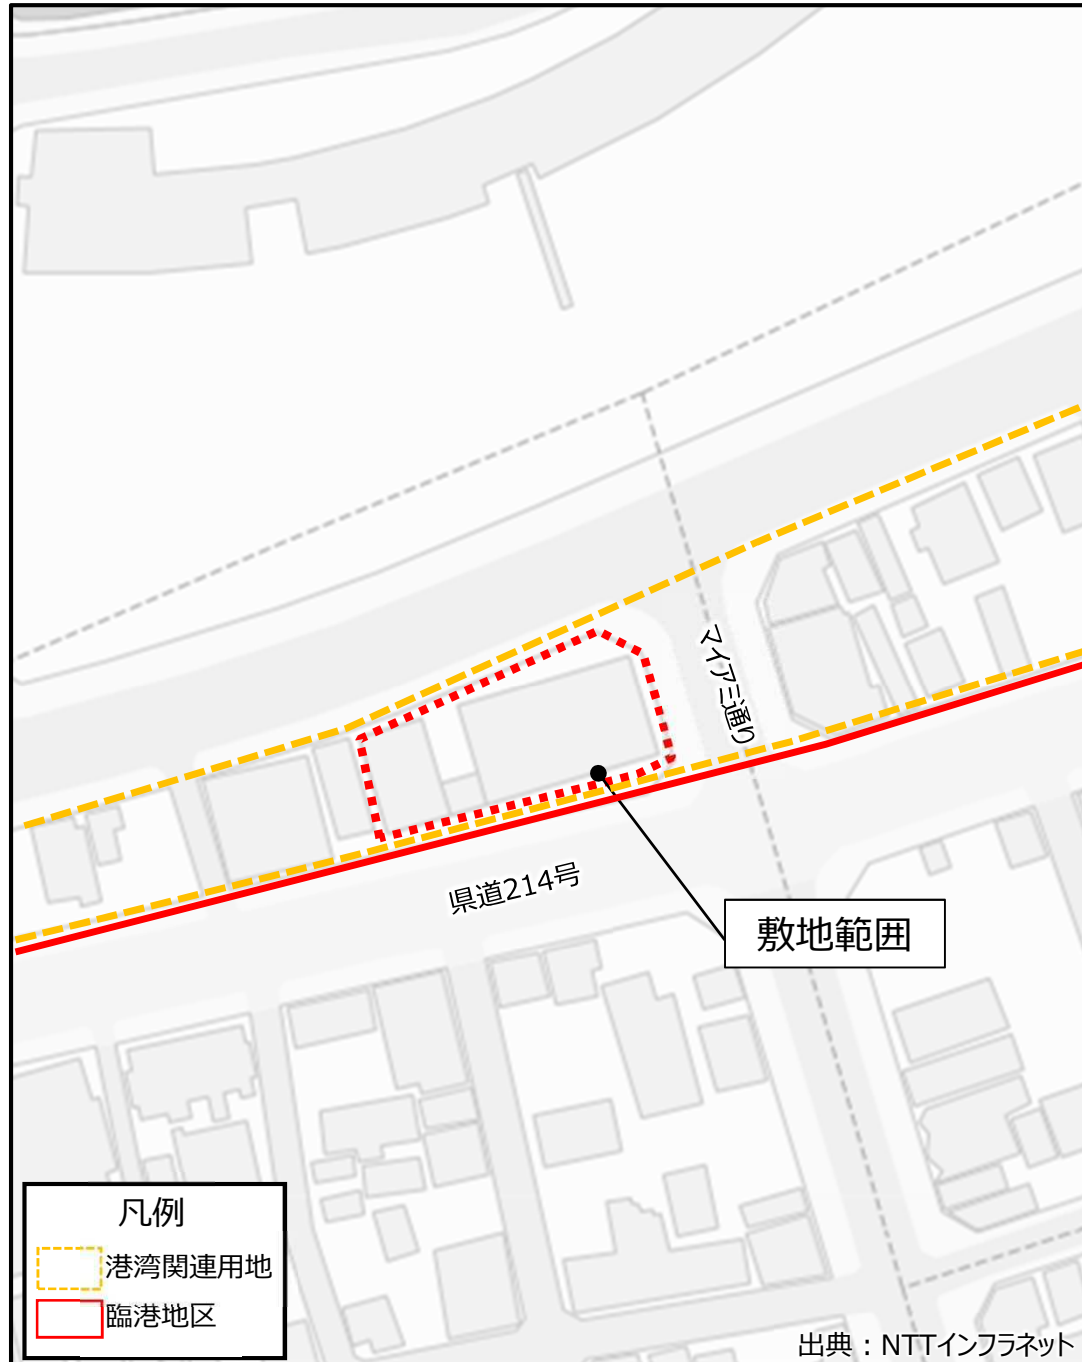 マイアミ通り
県道214号
敷地範囲
凡例
港湾関連用地
臨港地区
出典：NTTインフラネット